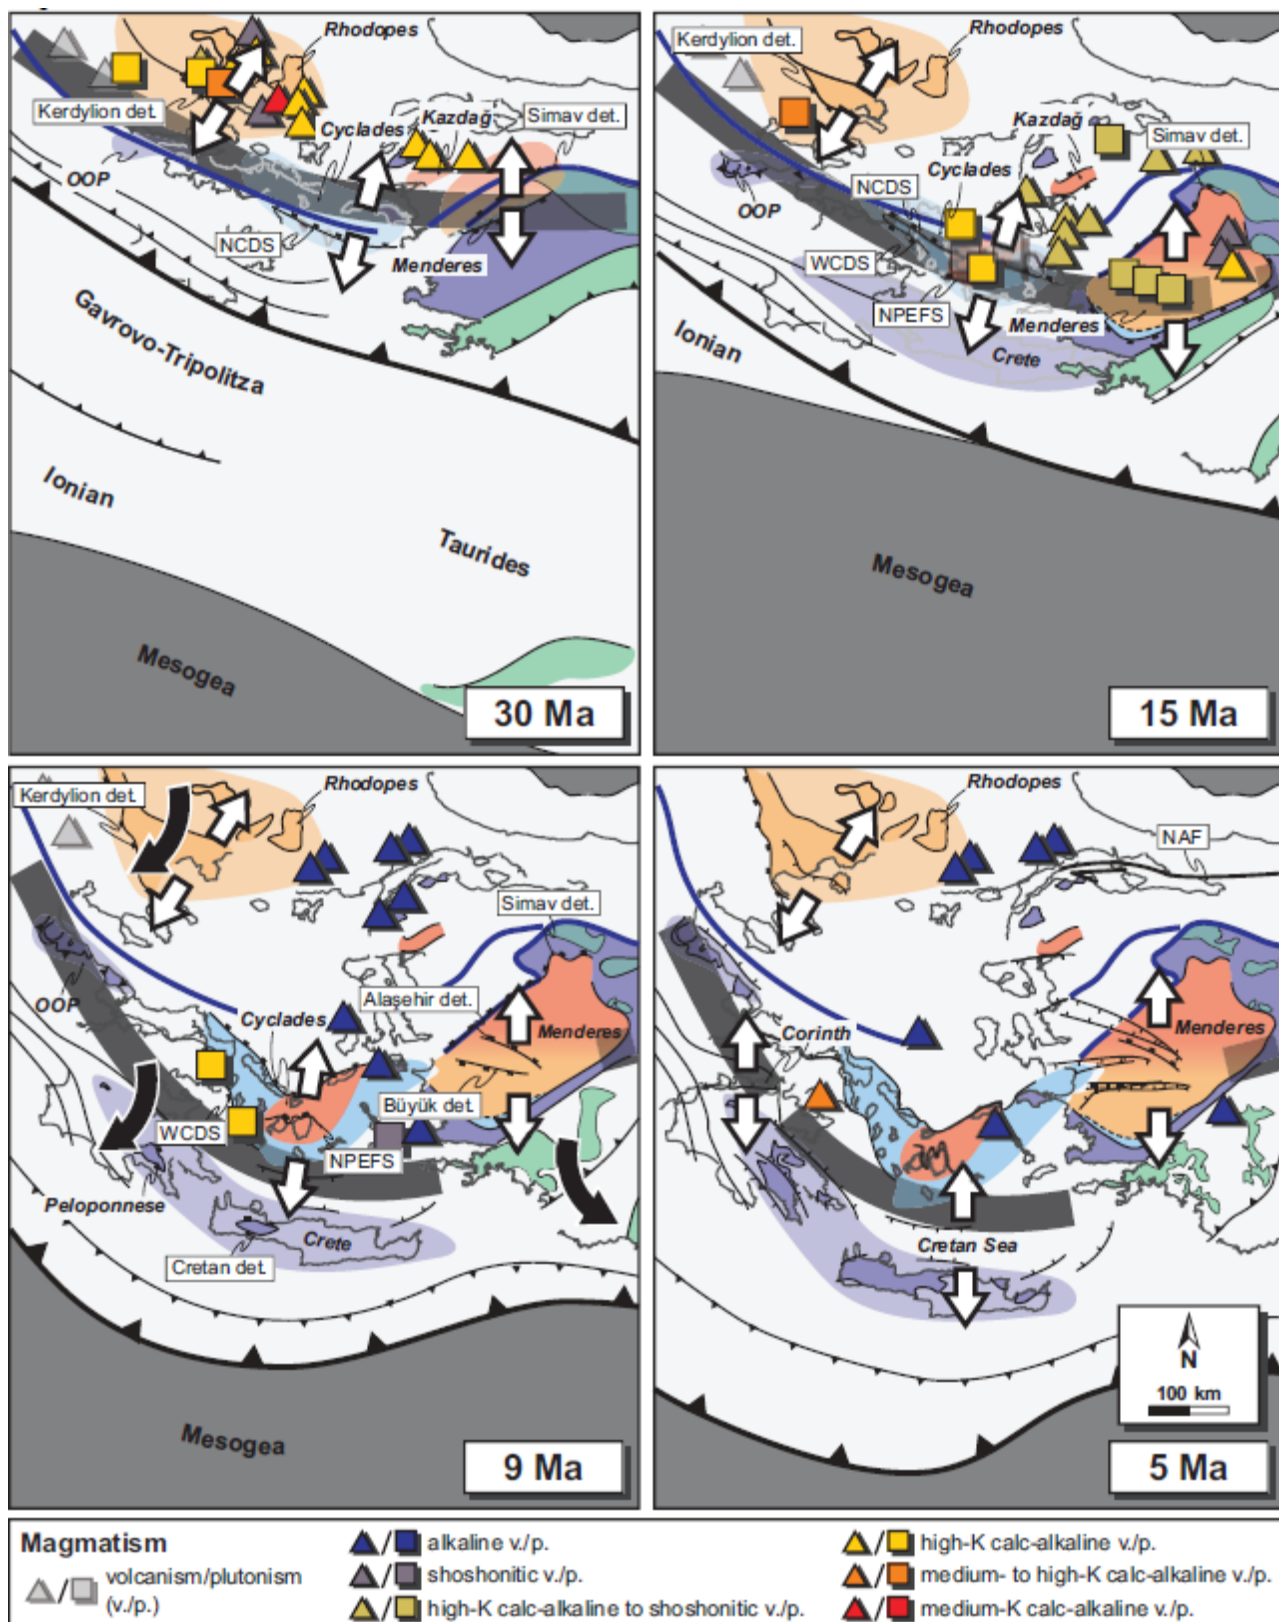 Rhodopes
Kerdylion det.
Cyclades
Kazdağ
Simav det.
OOP
NCDS
Menderes
Gavrovo-Tripolitza
Ionian
Taurides
Mesogea
30 Ma
Kerdylion det.
Rhodopes
Kazdağ
Simav det.
Cyclades
NCDS
OOP
WCDS
NPEFS
Menderes
Ionian
Crete
Mesogea
15 Ma
Kerdylion det.
Rhodopes
Simav det.
OOP
Alaşehir det.
Cyclades
Menderes
Büyük det.
WCDS
NPEFS
Peloponnese
Crete
Cretan det.
Mesogea
9 Ma
Rhodopes
NAF
Corinth
Menderes
Cretan Sea
N
100 km
5 Ma
Magmatism
/ volcanism/plutonism
(v./p.)
/ alkaline v./p.
/ shoshonitic v./p.
/ high-K calc-alkaline to shoshonitic v./p.
/ high-K calc-alkaline v./p.
/ medium- to high-K calc-alkaline v./p.
/ medium-K calc-alkaline v./p.